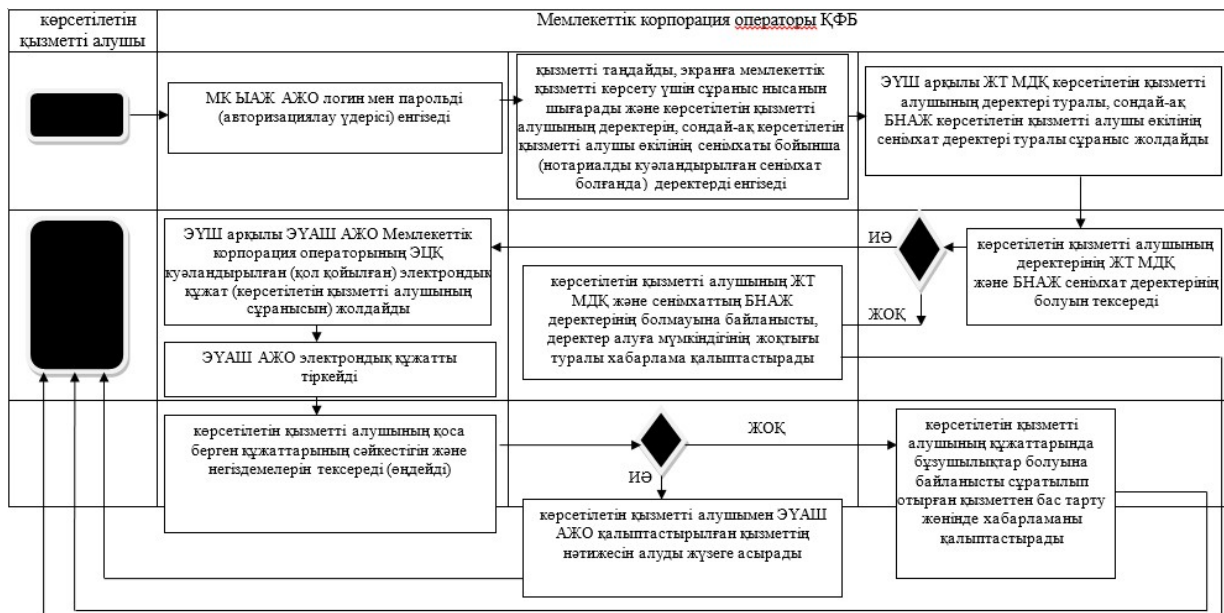 көрсетілетін
қызметті алушы
Мемлекеттік корпорация операторы ҚФБ
МК ЫАЖ АЖО логин мен парольді
(авторизациялау үдерісі) енгізеді
қызметті таңдайды, экранға мемлекеттік
қызметті көрсету үшін сұраныс нысанын
шығарады және көрсетілетін қызметті
алушының деректерін, сондай-ақ көрсетілетін
қызметті алушы өкілінің сенімхаты бойынша
(нотариалды куәландырылған сенімхат
болғанда) деректерді енгізеді
ЭҮШ арқылы ЖТ МДҚ көрсетілетін қызметті
алушының деректері туралы, сондай-ақ
БНАЖ көрсетілетін қызметті алушы өкілінің
сенімхат деректері туралы сұраныс жолдайды
ЭҮШ арқылы ЭҮАШ АЖО Мемлекеттік
корпорация операторының ЭЦҚ
куәландырылған (қол қойылған) электрондық
құжат (көрсетілетін қызметті алушының
сұранысын) жолдайды
ИӘ
көрсетілетін қызметті алушының
деректерінің ЖТ МДҚ
және БНАЖ сенімхат деректерінің
болуын тексереді
көрсетілетін қызметті алушының ЖТ
МДҚ және сенімхаттың БНАЖ
деректерінің болмауына байланысты,
деректер алуға мүмкіндігінің жоқтығы
туралы хабарлама қалыптастырады
ЖОҚ
ЭҮАШ АЖО электрондық құжатты
тіркейді
көрсетілетін қызметті алушының қоса
берген құжаттарының сәйкестігін және
негіздемелерін тексереді (өңдейді)
ЖОҚ
ИӘ
көрсетілетін қызметті
алушының құжаттарында
бұзушылықтар болуына
байланысты сұратылып
отырған қызметтен бас тарту
жөнінде хабарламаны
қалыптастырады
көрсетілетін қызметті алушымен ЭҮАШ
АЖО қалыптастырылған қызметтің
нәтижесін алуды жүзеге асырады